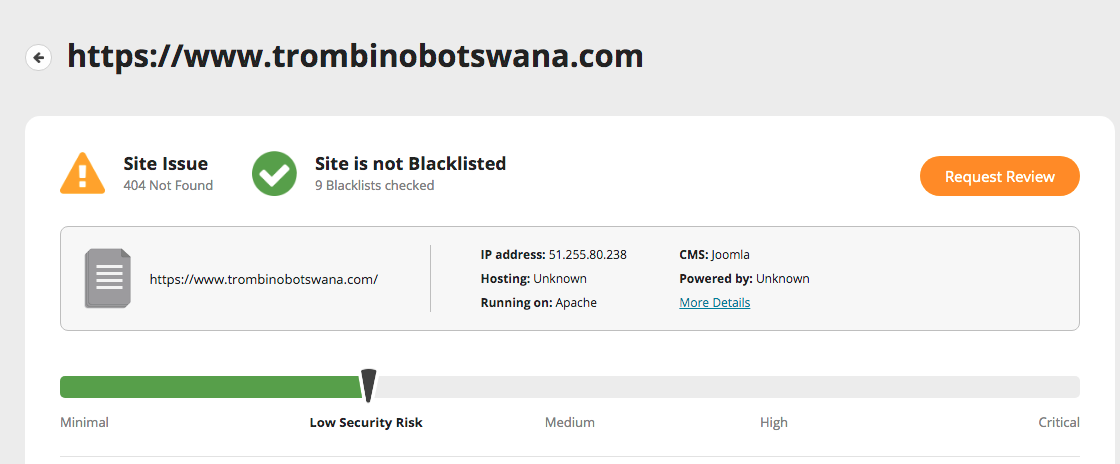 https://www.trombinobotswana.com
Site Issue
404 Not Found
Site is not Blacklisted
9 Blacklists checked
Request Review
https://www.trombinobotswana.com/
IP address: 51.255.80.238
Hosting: Unknown
Running on: Apache
CMS: Joomla
Powered by: Unknown
More Details
Minimal
Low Security Risk
Medium
High
Critical